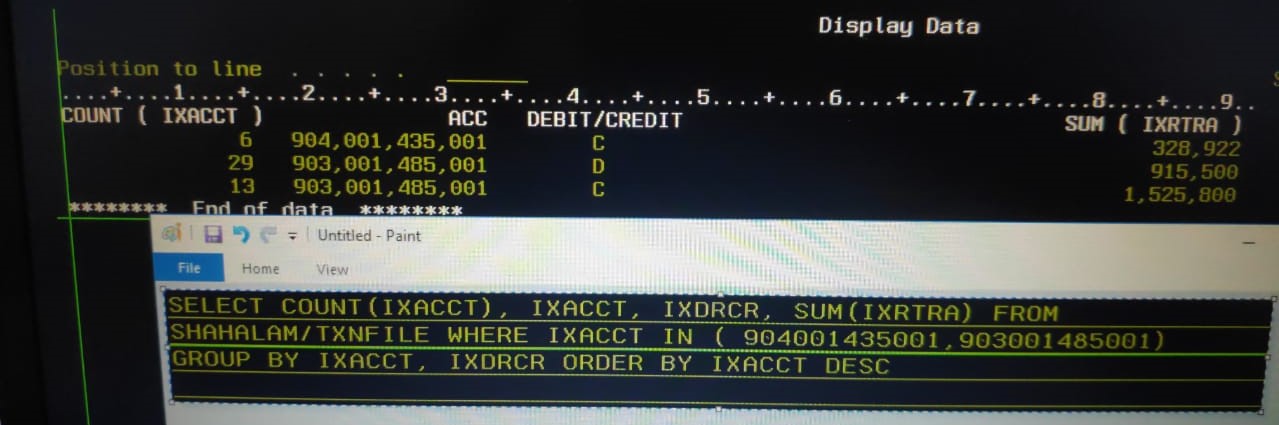 Display Data
Position to line . . . . .
....+....1....+....2....+....3....+....4....+....5....+....6....+....7....+....8....+....9..
COUNT ( IXACCT ) ACC DEBIT/CREDIT SUM ( IXRTRA )
6 904,001,435,001 C 328,922
29 903,001,485,001 D 915,500
13 903,001,485,001 C 1,525,800
******** End of data ********
Untitled - Paint
File Home View
SELECT COUNT(IXACCT), IXACCT, IXDRCR, SUM(IXRTRA) FROM
SHAHALAM/TXNFILE WHERE IXACCT IN ( 904001435001,903001485001)
GROUP BY IXACCT, IXDRCR ORDER BY IXACCT DESC